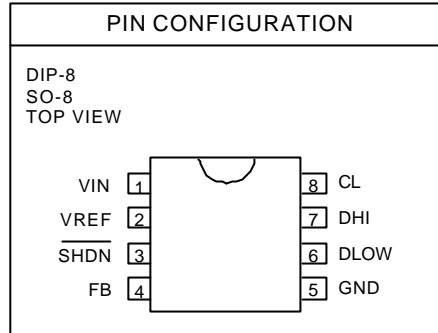 PIN CONFIGURATION
DIP-8
SO-8
TOP VIEW
VIN 1 8 CL
VREF 2 7 DHI
SHDN 3 6 DLOW
FB 4 5 GND